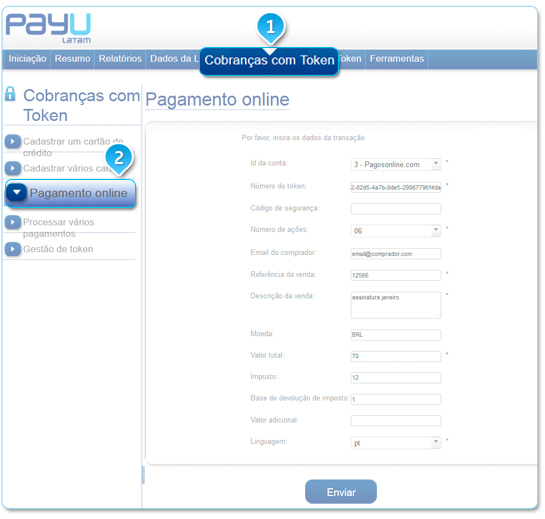 PayU
LATAM
1
Iniciação Resumo Relatórios Dados da L Cobranças com Token oken Ferramentas
Cobranças com
Token
Cadastrar um cartão de
crédito
Cadastrar vários car
2
Pagamento online
Processar vários
pagamentos
Gestão de token
Pagamento online
Por favor, insira os dados da transação
Id da conta: 3 - Pagosonline.com *
Número do token: 2-82d5-4a7b-8de5-29067796f4da *
Código de segurança:
Número de ações: 06 *
Email do comprador: email@comprador.com
Referência da venda: 12566 *
Descrição da venda: assinatura janeiro *
Moeda: BRL
Valor total: 70 *
Imposto: 12
Base de devolução de imposto: 1
Valor adicional:
Linguagem: pt *
Enviar